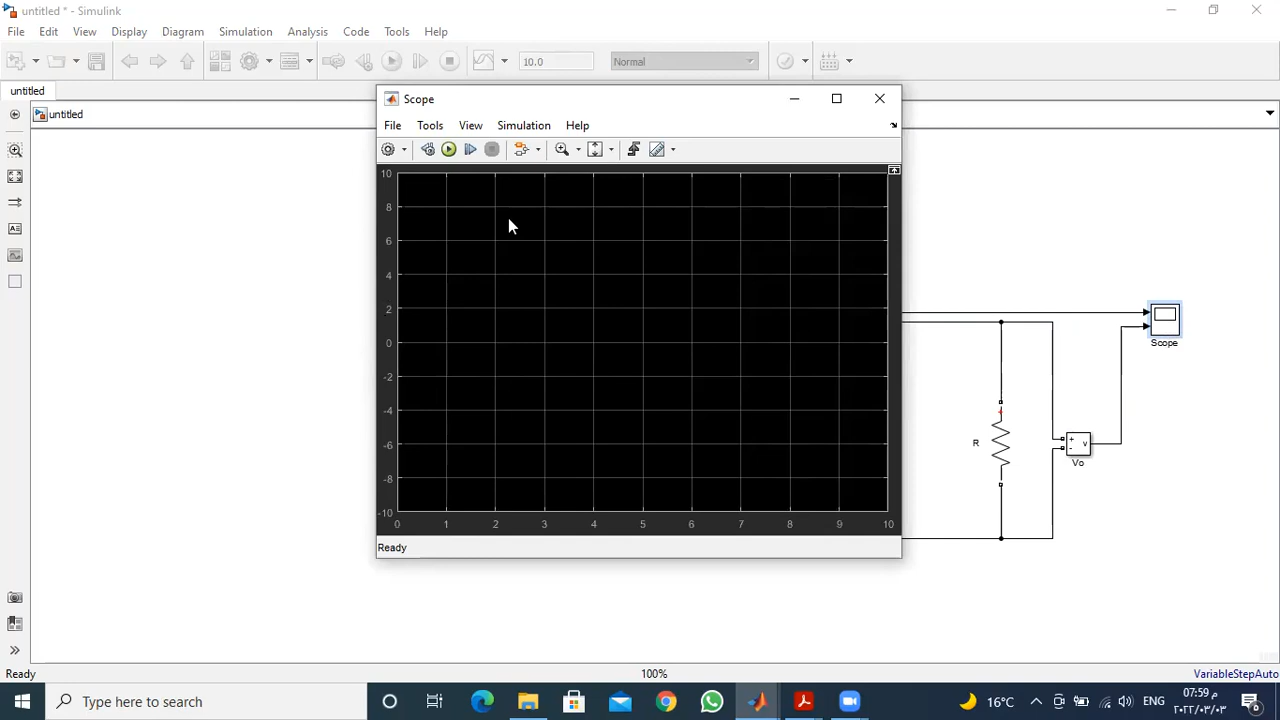 untitled * - Simulink
File Edit View Display Diagram Simulation Analysis Code Tools Help
10.0 Normal
untitled
untitled
Scope
File Tools View Simulation Help
10
8
6
4
2
0
-2
-4
-6
-8
-10
0 1 2 3 4 5 6 7 8 9 10
Ready
Scope
R
+
-
v
Vo
+
Ready 100% VariableStepAuto
Type here to search
16°C
ENG
07:59 م
٢٠٢٢/٠٣/٠٣